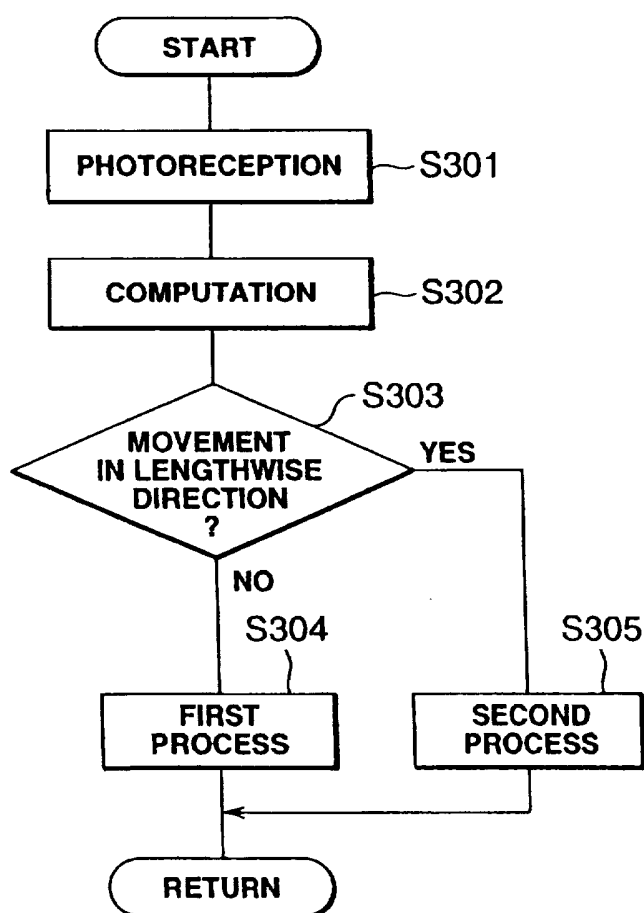 START
PHOTORECEPTION
S301
COMPUTATION
S302
S303
MOVEMENT
IN LENGTHWISE
DIRECTION
?
YES
NO
S304
S305
FIRST
PROCESS
SECOND
PROCESS
RETURN